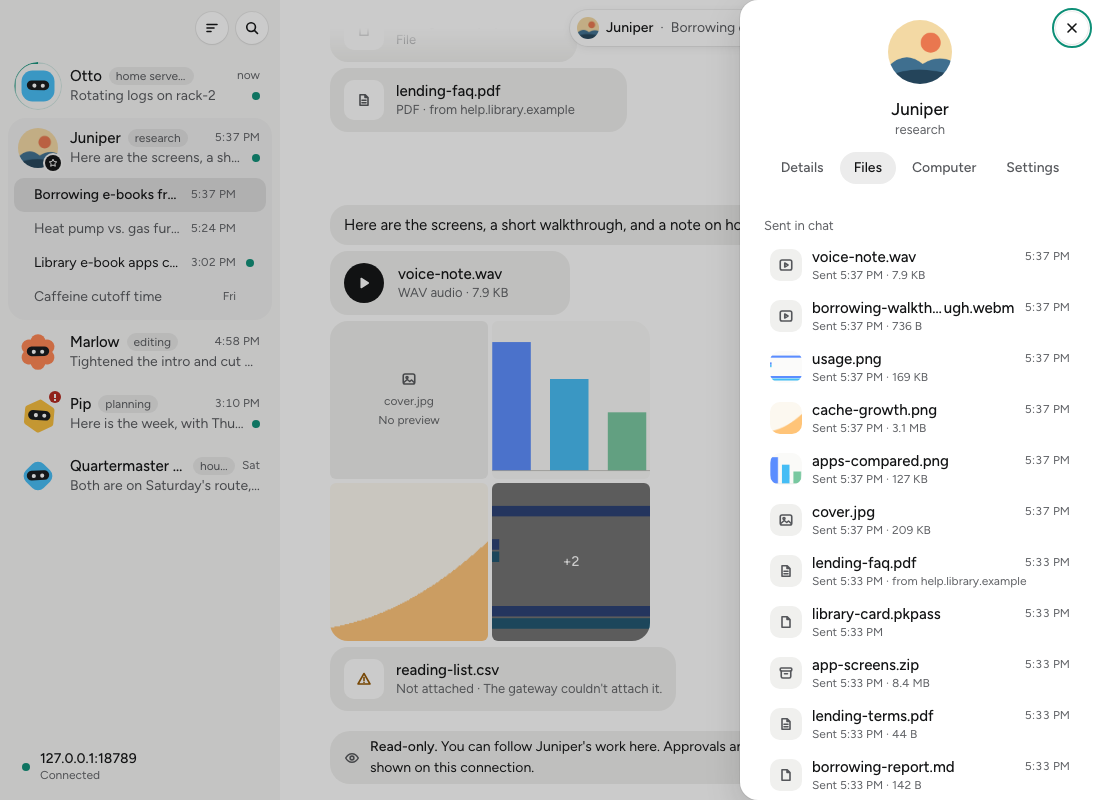 Otto home serve... now
Rotating logs on rack-2
Juniper research 5:37 PM
Here are the screens, a sh...
Borrowing e-books fr... 5:37 PM
Heat pump vs. gas fur... 5:24 PM
Library e-book apps c... 3:02 PM
Caffeine cutoff time Fri
Marlow editing 4:58 PM
Tightened the intro and cut ...
Pip planning 3:10 PM
Here is the week, with Thu...
Quartermaster ... hou... Sat
Both are on Saturday's route,...
127.0.0.1:18789
Connected
Juniper · Borrowing
File
lending-faq.pdf
PDF · from help.library.example
Here are the screens, a short walkthrough, and a note on
voice-note.wav
WAV audio · 7.9 KB
cover.jpg
No preview
+2
reading-list.csv
Not attached · The gateway couldn't attach it.
Read-only. You can follow Juniper's work here. Approvals
shown on this connection.
Juniper
research
Details Files Computer Settings
Sent in chat
voice-note.wav 5:37 PM
Sent 5:37 PM · 7.9 KB
borrowing-walkth... ugh.webm 5:37 PM
Sent 5:37 PM · 736 B
usage.png 5:37 PM
Sent 5:37 PM · 169 KB
cache-growth.png 5:37 PM
Sent 5:37 PM · 3.1 MB
apps-compared.png 5:37 PM
Sent 5:37 PM · 127 KB
cover.jpg 5:37 PM
Sent 5:37 PM · 209 KB
lending-faq.pdf 5:33 PM
Sent 5:33 PM · from help.library.example
library-card.pkpass 5:33 PM
Sent 5:33 PM
app-screens.zip 5:33 PM
Sent 5:33 PM · 8.4 MB
lending-terms.pdf 5:33 PM
Sent 5:33 PM · 44 B
borrowing-report.md 5:33 PM
Sent 5:33 PM · 142 B